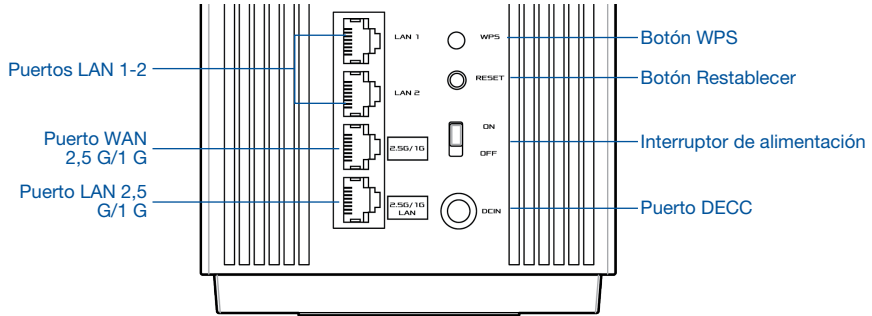 LAN 1
WPS
Botón WPS
Puertos LAN 1-2
RESET
Botón Restablecer
LAN 2
ON
Puerto WAN
2,5 G/1 G
2.5G/1G
Interruptor de alimentación
OFF
Puerto LAN 2,5
G/1 G
2.5G/1G
LAN
DCIN
Puerto DECC